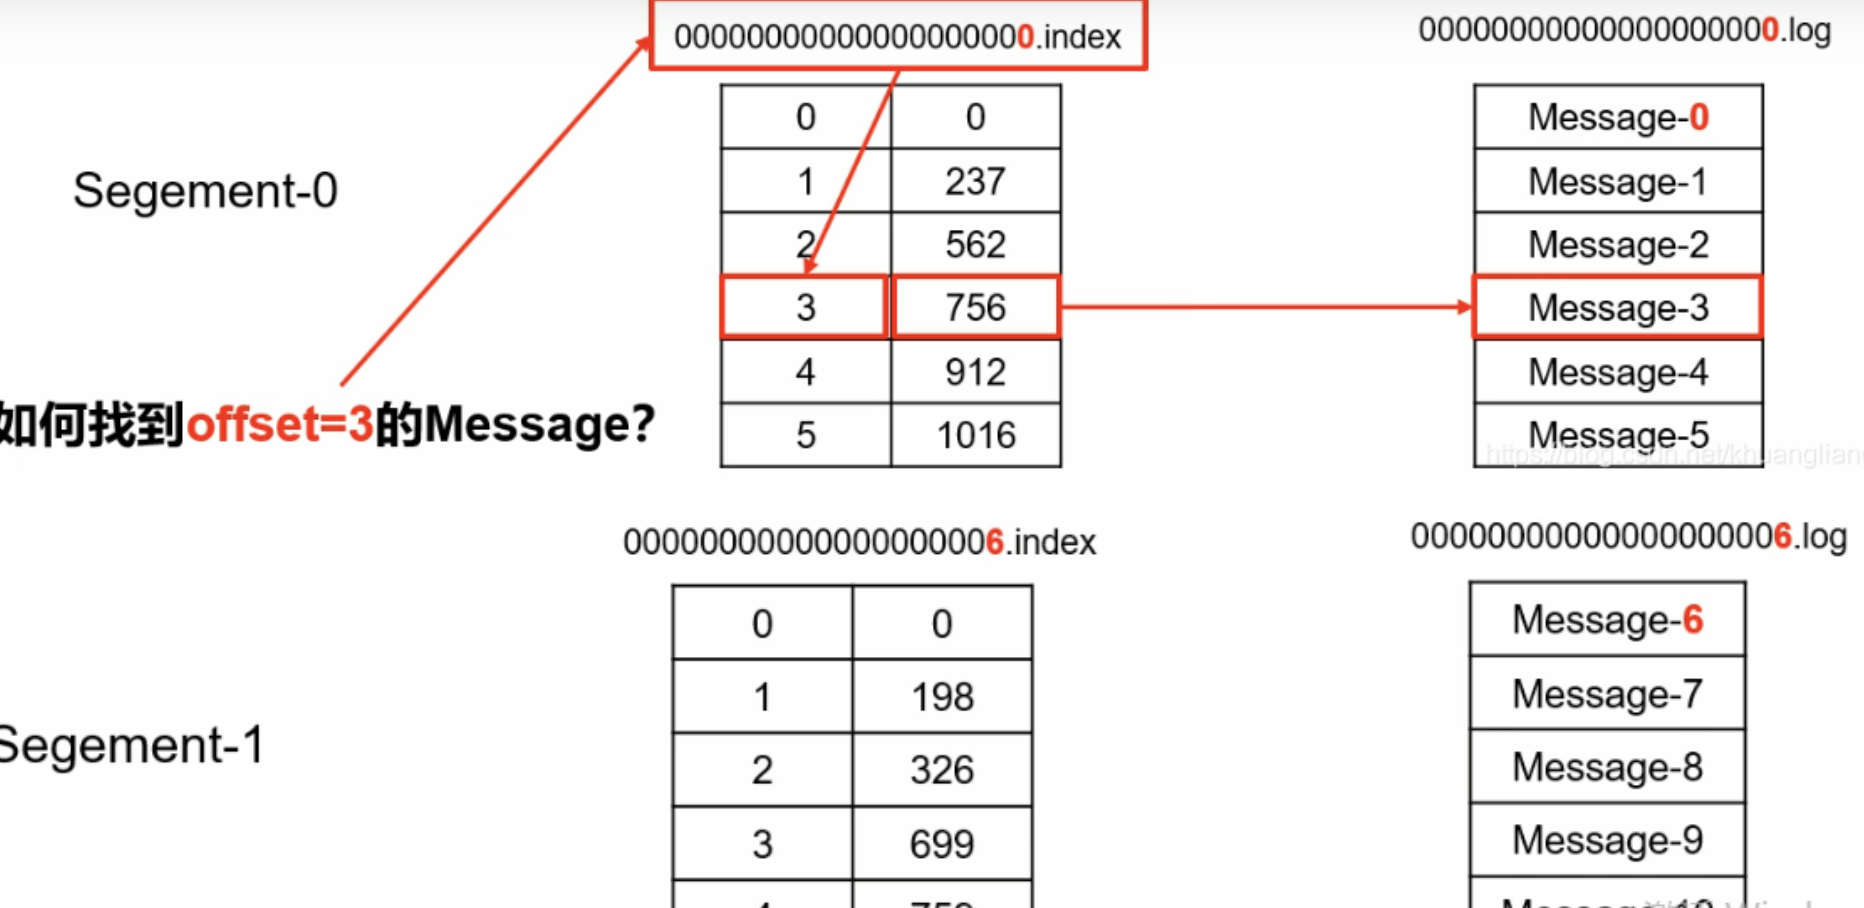 00000000000000000000.index
00000000000000000000.log
0 0
1 237
2 562
3 756
4 912
5 1016
Message-0
Message-1
Message-2
Message-3
Message-4
Message-5
Segement-0
如何找到offset=3的Message?
https://blog.csdn.net/khuangliang
00000000000000000006.index
00000000000000000006.log
0 0
1 198
2 326
3 699
Message-6
Message-7
Message-8
Message-9
Segement-1